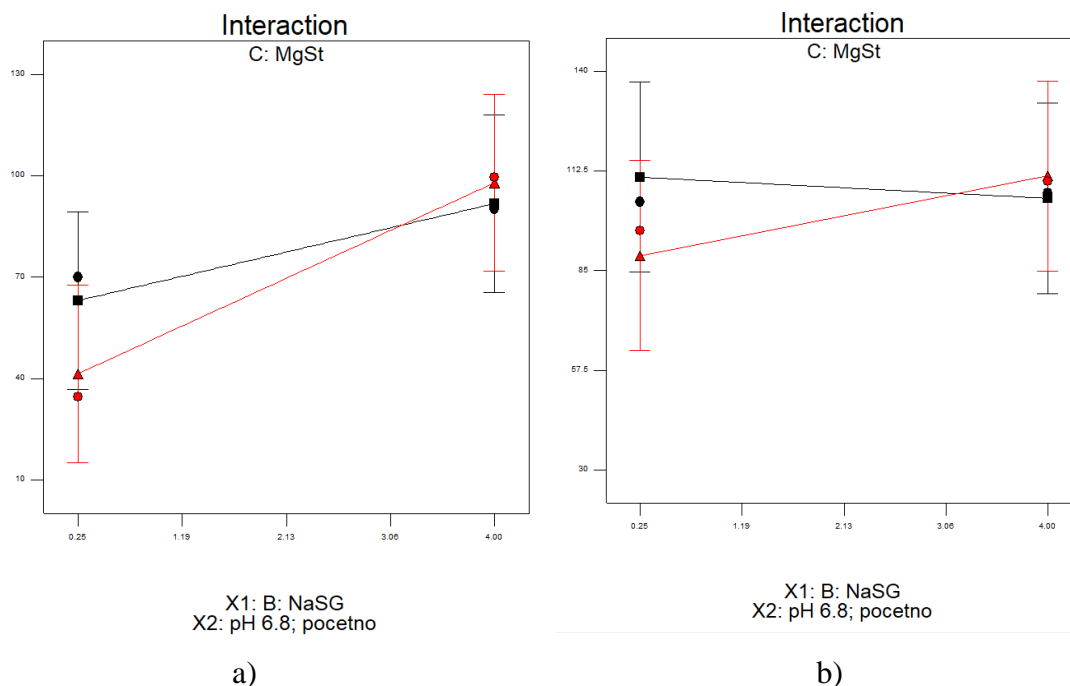 Interaction
C: MgSt
130
100
70
40
10
0.25 1.19 2.13 3.06 4.00
X1: B: NaSG
X2: pH 6.8; pocetno
a)
Interaction
C: MgSt
140
112.5
85
57.5
30
0.25 1.19 2.13 3.06 4.00
X1: B: NaSG
X2: pH 6.8; pocetno
b)